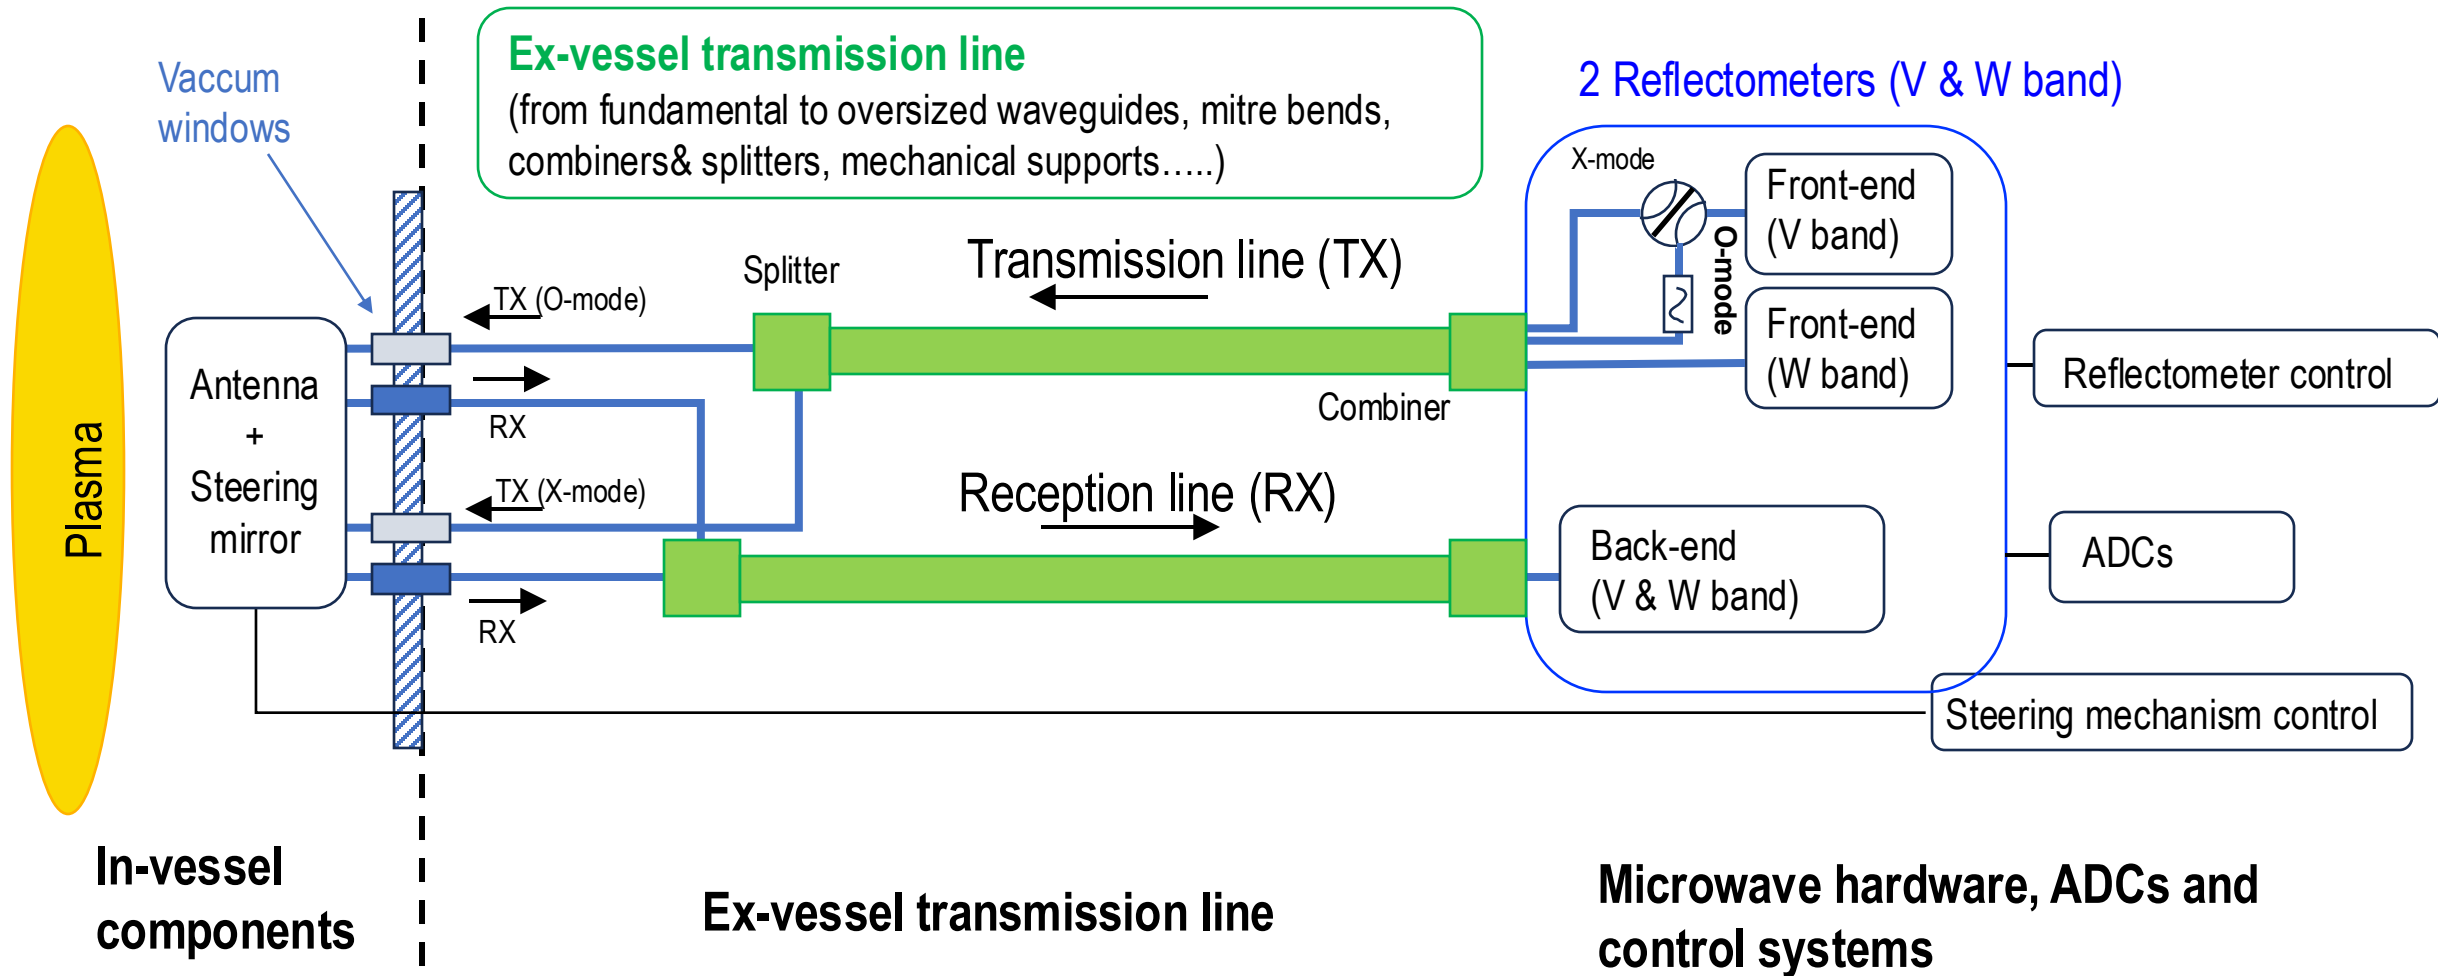 Ex-vessel transmission line
(from fundamental to oversized waveguides, mitre bends,
combiners& splitters, mechanical supports…..)
Vaccum
windows
2 Reflectometers (V & W band)
X-mode
Front-end
(V band)
O-mode
Front-end
(W band)
Splitter
Transmission line (TX)
Combiner
TX (O-mode)
RX
TX (X-mode)
RX
Antenna
+
Steering
mirror
Plasma
Reception line (RX)
Back-end
(V & W band)
Reflectometer control
ADCs
Steering mechanism control
In-vessel
components
Ex-vessel transmission line
Microwave hardware, ADCs and
control systems